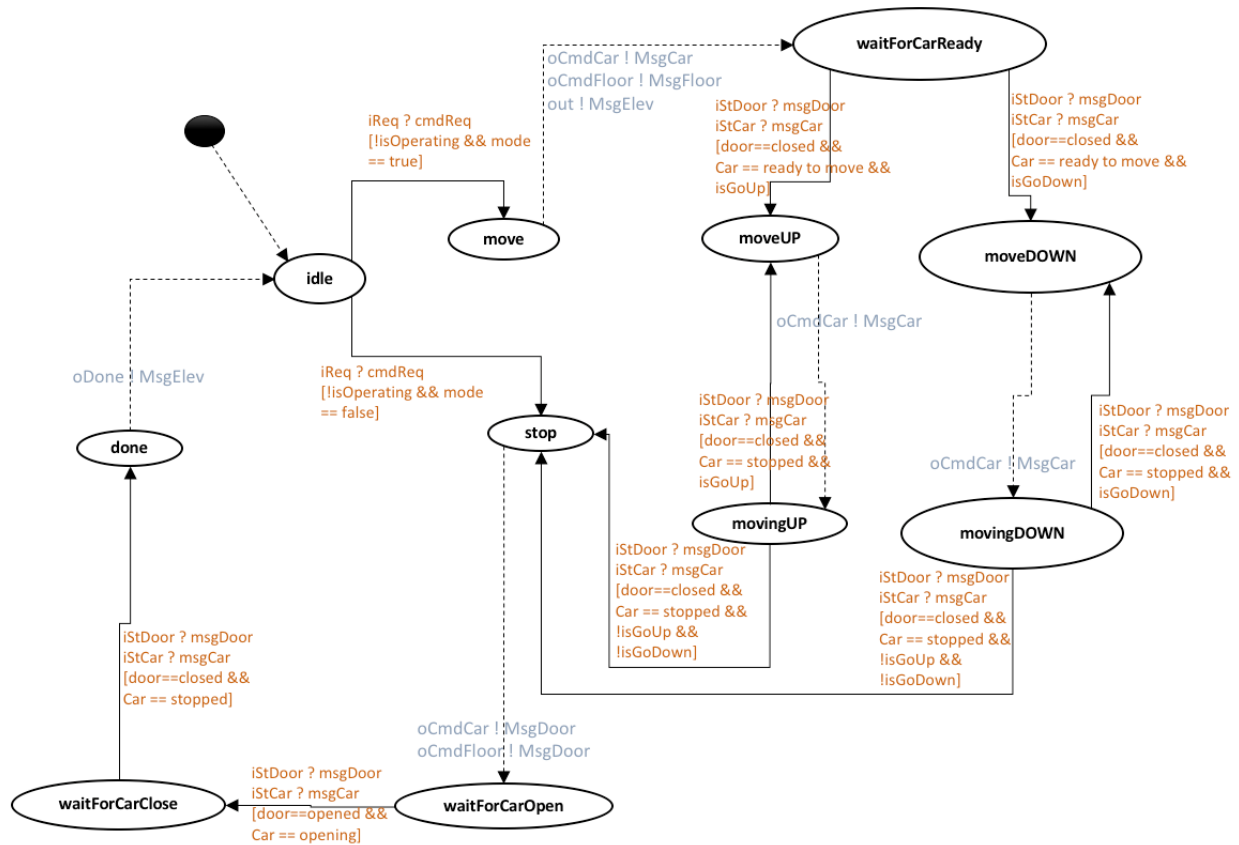 waitForCarReady
oCmdCar ! MsgCar
oCmdFloor ! MsgFloor
out ! MsgElev
iReq ? cmdReq
[!isOperating && mode
== true]
iStDoor ? msgDoor
iStCar ? msgCar
[door==closed &&
Car == ready to move &&
isGoUp]
iStDoor ? msgDoor
iStCar ? msgCar
[door==closed &&
Car == ready to move &&
isGoDown]
move
moveUP
moveDOWN
idle
oCmdCar ! MsgCar
oDone ! MsgElev
iReq ? cmdReq
[!isOperating && mode
== false]
iStDoor ? msgDoor
iStCar ? msgCar
[door==closed &&
Car == stopped &&
isGoUp]
iStDoor ? msgDoor
iStCar ? msgCar
[door==closed &&
Car == stopped &&
isGoDown]
done
stop
oCmdCar ! MsgCar
movingUP
movingDOWN
iStDoor ? msgDoor
iStCar ? msgCar
[door==closed &&
Car == stopped &&
!isGoUp &&
!isGoDown]
iStDoor ? msgDoor
iStCar ? msgCar
[door==closed &&
Car == stopped &&
!isGoUp &&
!isGoDown]
iStDoor ? msgDoor
iStCar ? msgCar
[door==closed &&
Car == stopped]
oCmdCar ! MsgDoor
oCmdFloor ! MsgDoor
iStDoor ? msgDoor
iStCar ? msgCar
[door==opened &&
Car == opening]
waitForCarClose
waitForCarOpen